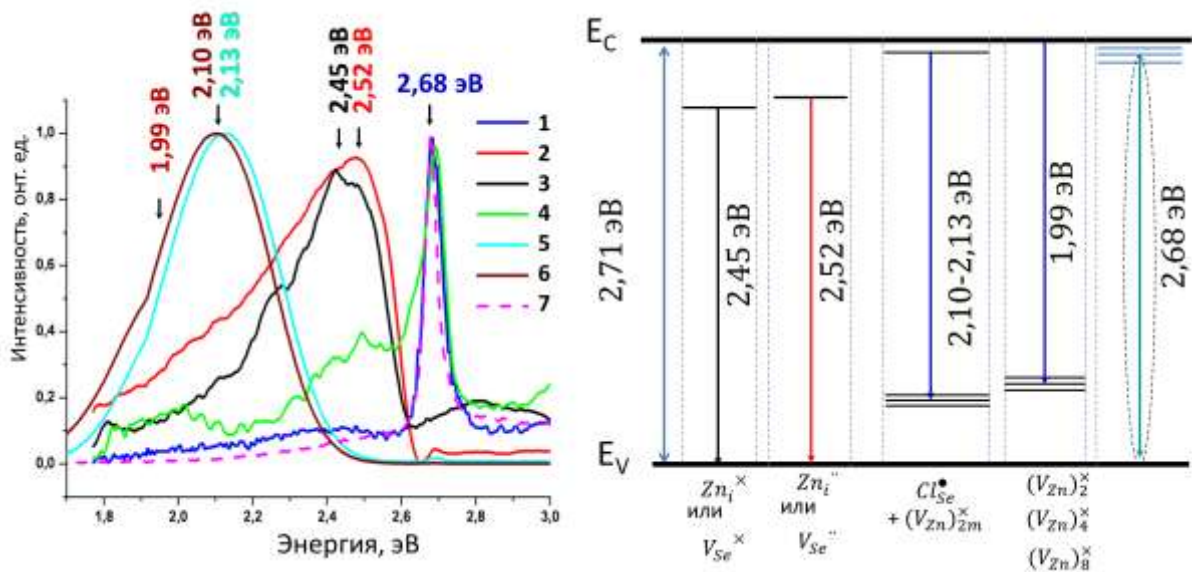 1,99 эВ
2,10 эВ
2,13 эВ
2,45 эВ
2,52 эВ
2,68 эВ
Интенсивность, онт. ед.
1,0
0,8
0,6
0,4
0,2
0,0
1,8
2,0
2,2
2,4
2,6
2,8
3,0
Энергия, эВ
1
2
3
4
5
6
7
E_C
2,71 эВ
2,45 эВ
2,52 эВ
2,10-2,13 эВ
1,99 эВ
2,68 эВ
E_V
Zn_i^×
или
V_Se^×
Zn_i^¨
или
V_Se^¨
Cl_Se^●
+ (V_Zn)_2m^×
(V_Zn)_2^×
(V_Zn)_4^×
(V_Zn)_8^×